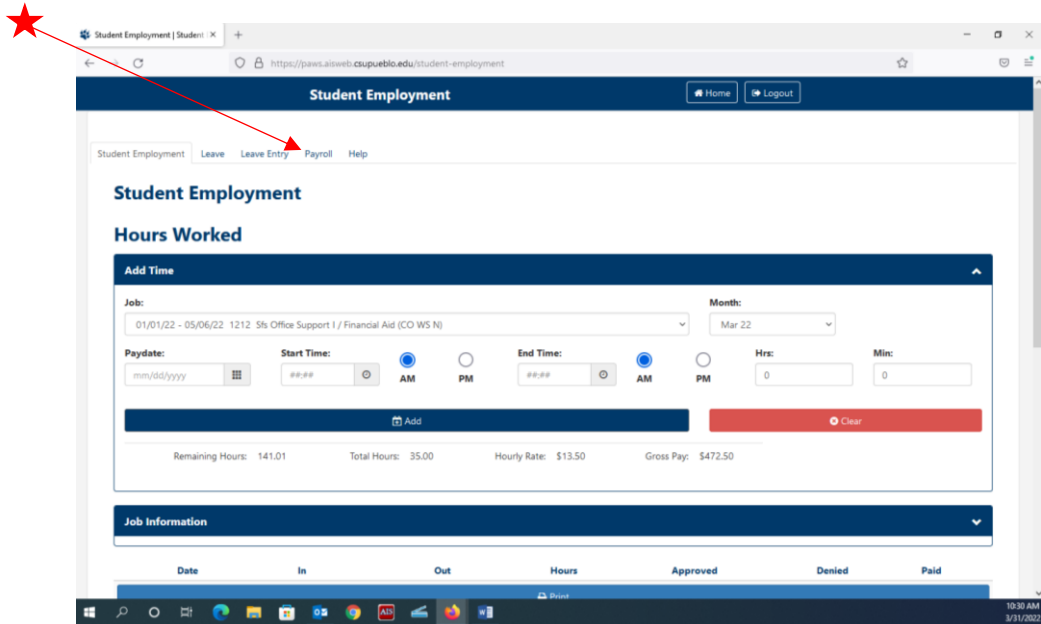 Student Employment | Student
https://paws.aisweb.csupueblo.edu/student-employment
Student Employment Home Logout
Student Employment Leave Leave Entry Payroll Help
Student Employment
Hours Worked
Add Time
Job: Month:
01/01/22 - 05/06/22 1212 Sfs Office Support I / Financial Aid (CO WS N) Mar 22
Paydate: Start Time: End Time: Hrs: Min:
mm/dd/yyyy ##:## AM PM ##:## AM PM 0 0
Add Clear
Remaining Hours: 141.01 Total Hours: 35.00 Hourly Rate: $13.50 Gross Pay: $472.50
Job Information
Date In Out Hours Approved Denied Paid
Print
AIS
10:30 AM
3/31/2022